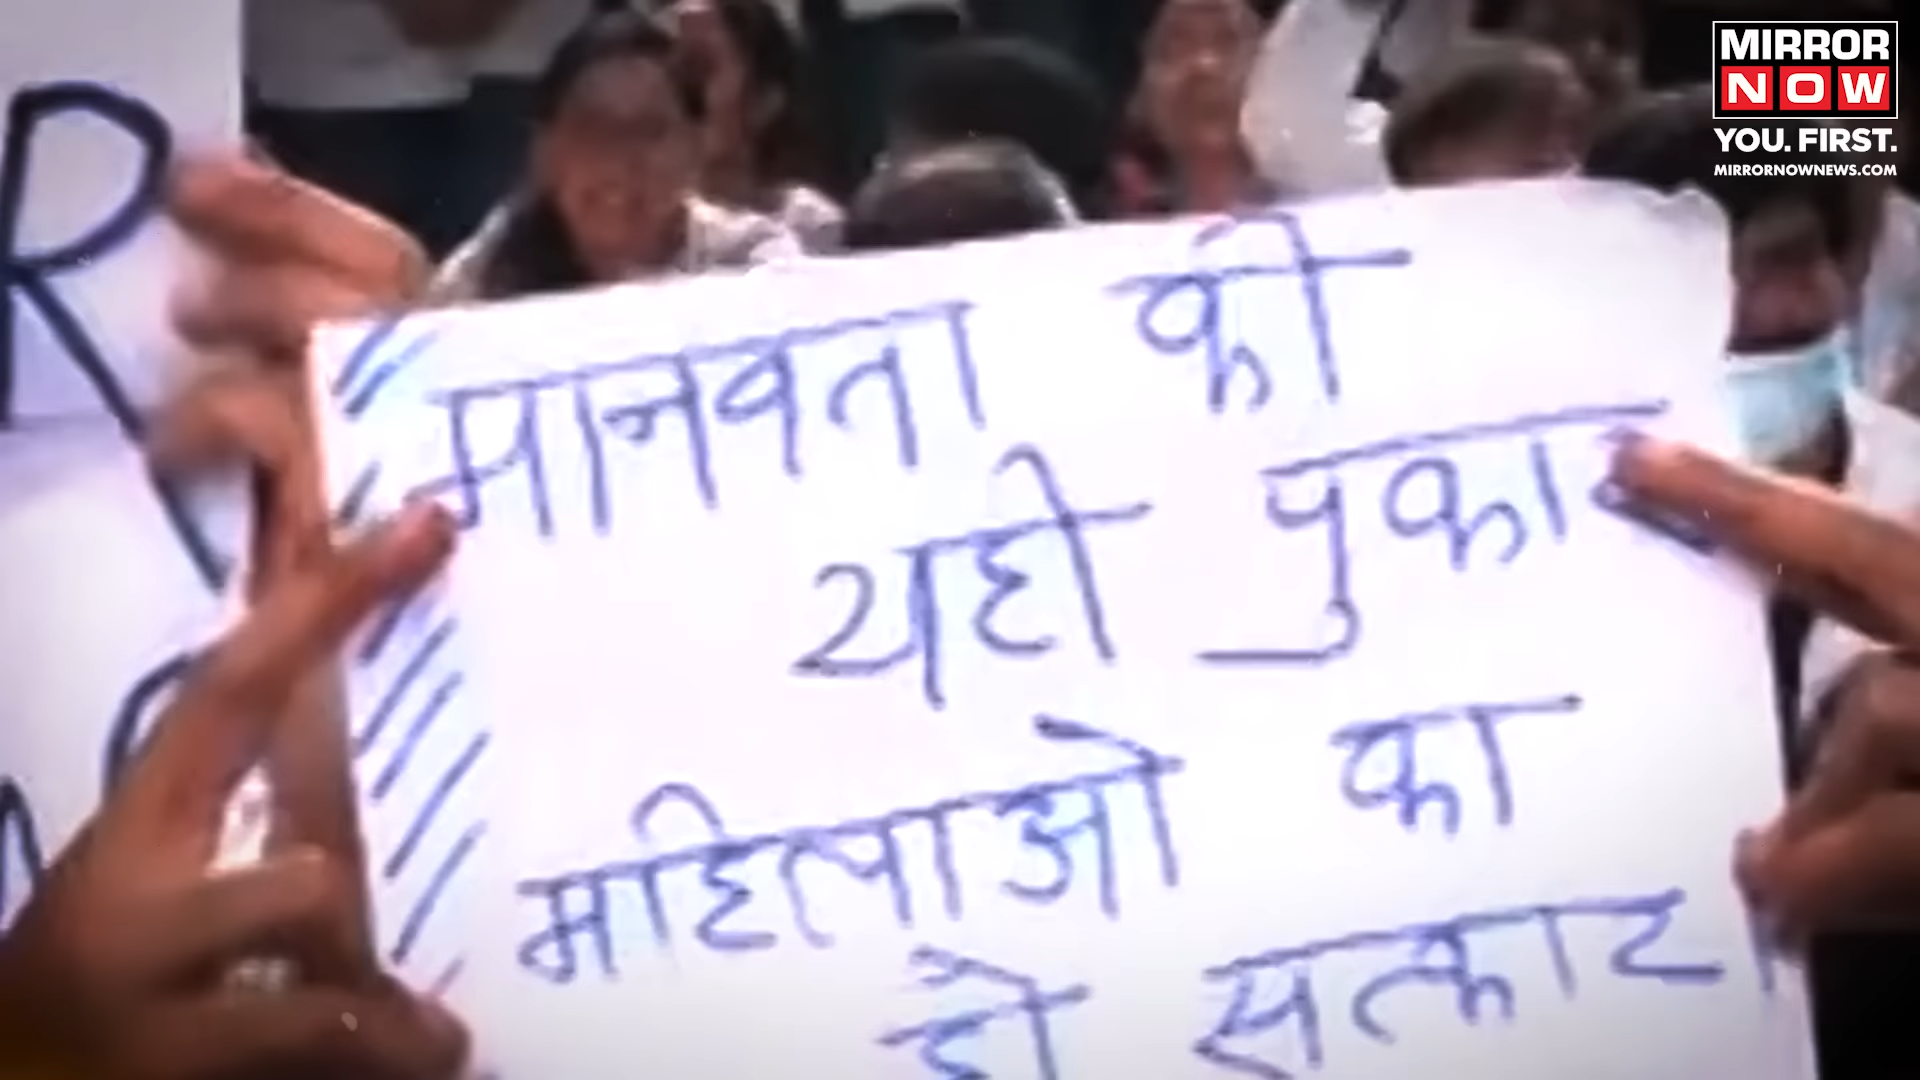 MIRROR
NOW
YOU. FIRST.
MIRRORNOWNEWS.COM
R
मानवता की
यही पुकार
महिलाओ का
हो सत्कार